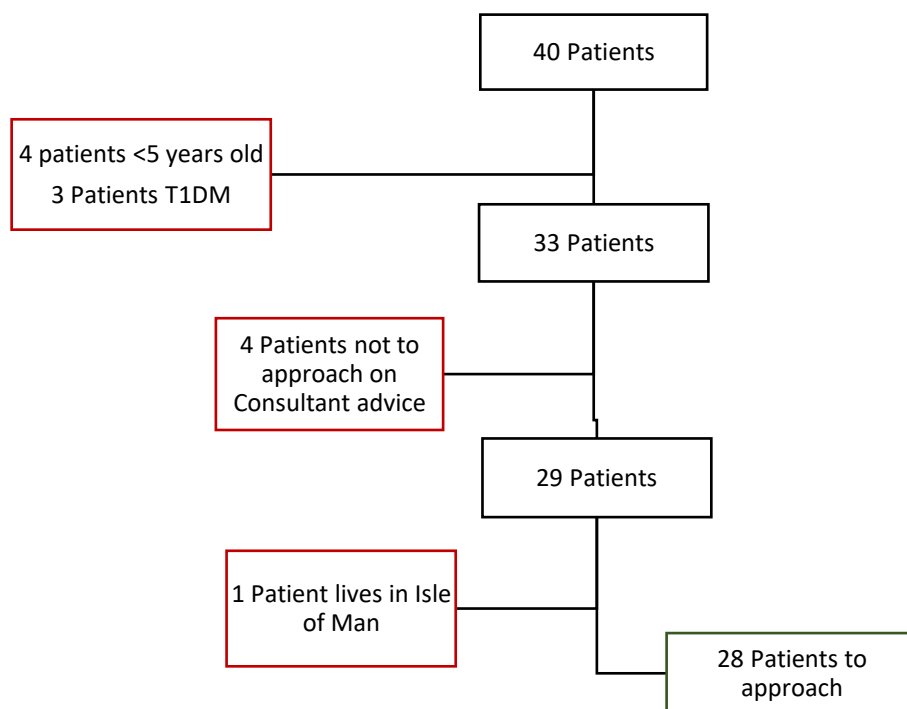 40 Patients
4 patients <5 years old
3 Patients T1DM
33 Patients
4 Patients not to
approach on
Consultant advice
29 Patients
1 Patient lives in Isle
of Man
28 Patients to
approach